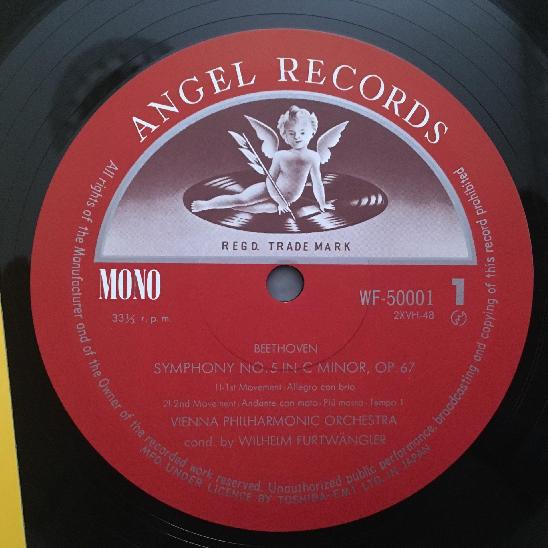 ANGEL RECORDS
REGD. TRADE MARK
MONO
33⅓ r.p.m.
WF-50001 1
2XVH-48
BEETHOVEN
SYMPHONY NO. 5 IN C MINOR, OP. 67
1) 1st Movement · Allegro con brio
2) 2nd Movement · Andante con moto · Più mosso · Tempo 1
VIENNA PHILHARMONIC ORCHESTRA
cond. by WILHELM FURTWÄNGLER
All rights of the Manufacturer and of the Owner of the recorded work reserved. Unauthorized public performance, broadcasting and copying of this record prohibited
MFD. UNDER LICENCE BY TOSHIBA-EMI LTD. IN JAPAN